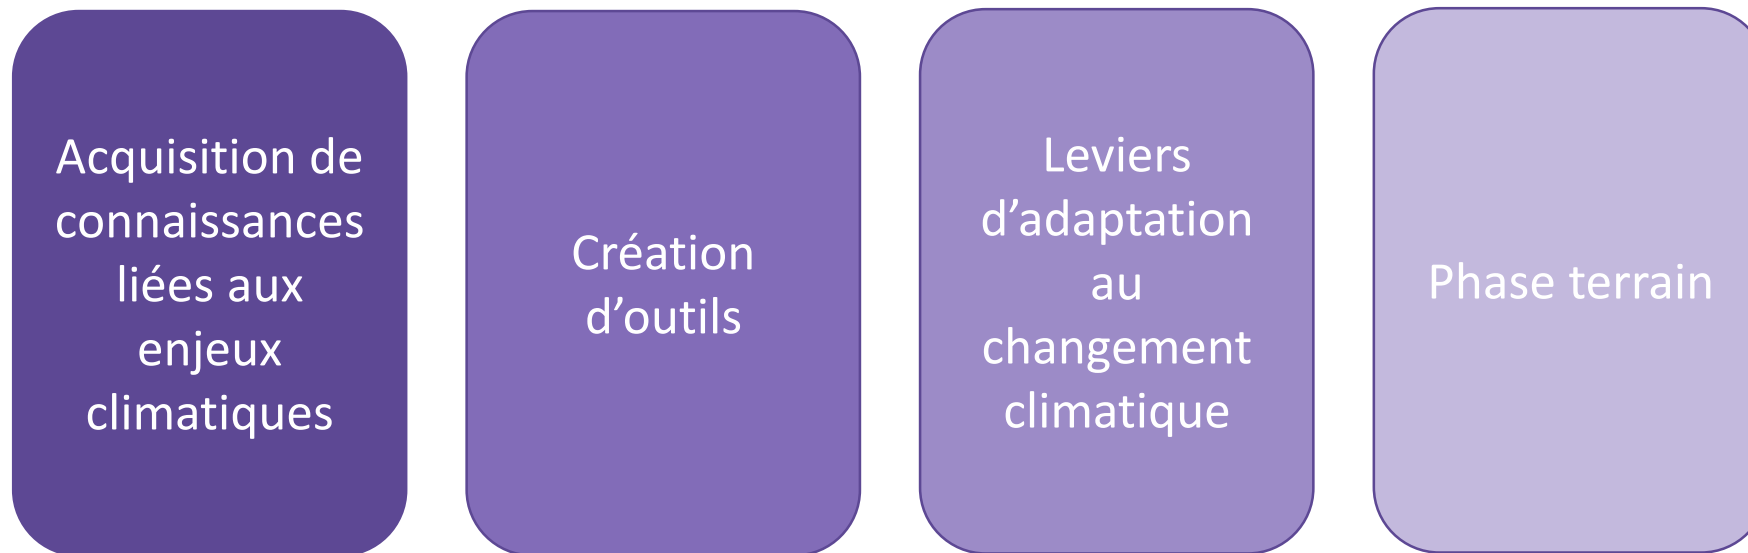 Acquisition de
connaissances
liées aux
enjeux
climatiques
Création
d’outils
Leviers
d’adaptation
au
changement
climatique
Phase terrain